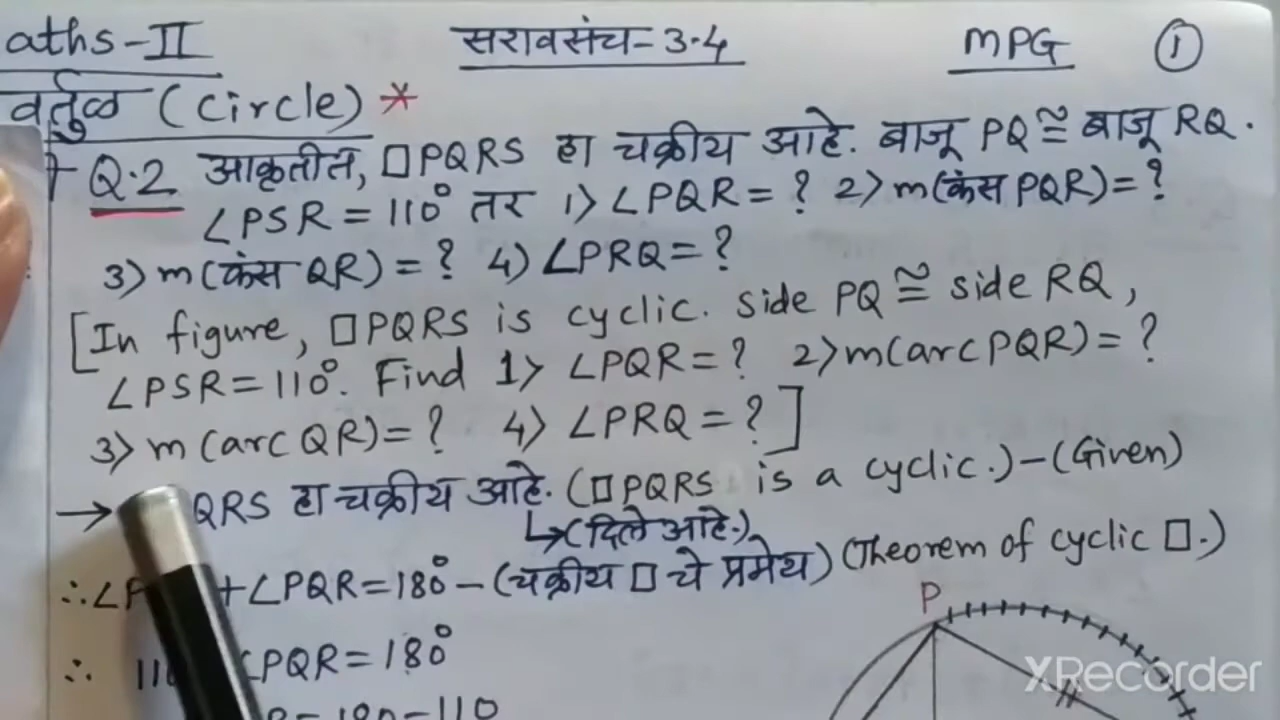 aths-II सरावसंच-3.4 MPG ①
वर्तुळ (Circle) *
Q.2 आकृतीत, □PQRS हा चक्रीय आहे. बाजू PQ≅बाजू RQ.
∠PSR=110° तर 1> ∠PQR=? 2> m(कंस PQR)=?
3> m(कंस QR)=? 4> ∠PRQ=?
[In figure, □PQRS is cyclic. side PQ≅side RQ,
∠PSR=110°. Find 1> ∠PQR=? 2> m(arc PQR)=?
3> m(arc QR)=? 4> ∠PRQ=?]
→ QRS हा चक्रीय आहे. (□PQRS is a cyclic.)-(Given)
↳(दिले आहे.)
∴∠P +∠PQR=180°-(चक्रीय □ चे प्रमेय) (Theorem of cyclic □.)
P
∴ 11 ∠PQR=180°
R=180-110
XRecorder